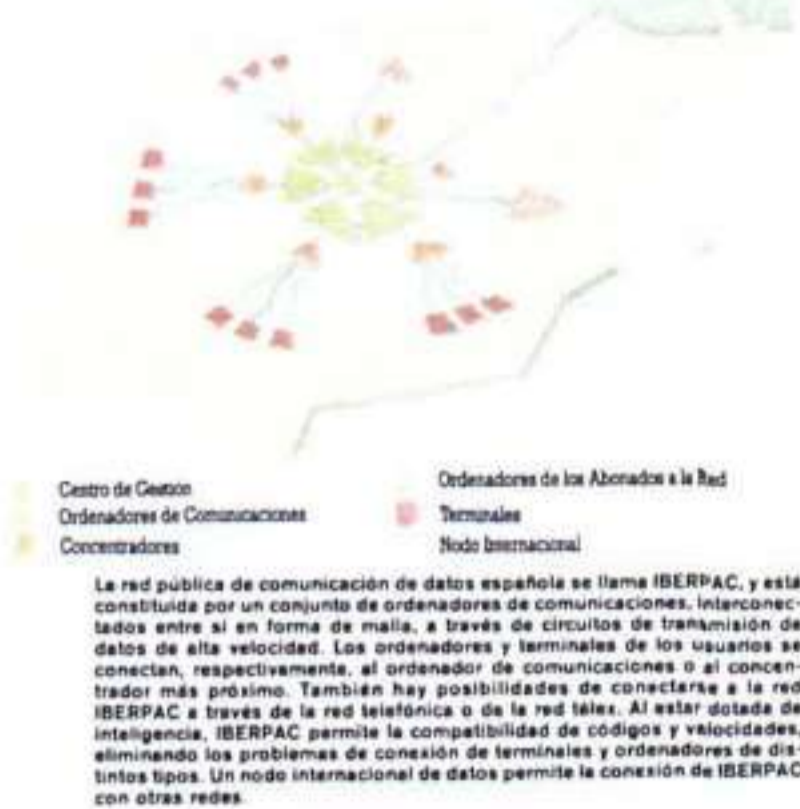 Centro de Gestión
Ordenadores de Comunicaciones
Concentradores
Ordenadores de los Abonados a la Red
Terminales
Nodo Internacional
La red pública de comunicación de datos española se llama IBERPAC, y está
constituida por un conjunto de ordenadores de comunicaciones, interconec-
tados entre sí en forma de malla, a través de circuitos de transmisión de
datos de alta velocidad. Los ordenadores y terminales de los usuarios se
conectan, respectivamente, al ordenador de comunicaciones o al concen-
trador más próximo. También hay posibilidades de conectarse a la red
IBERPAC a través de la red telefónica o de la red télex. Al estar dotada de
inteligencia, IBERPAC permite la compatibilidad de códigos y velocidades,
eliminando los problemas de conexión de terminales y ordenadores de dis-
tintos tipos. Un nodo internacional de datos permite la conexión de IBERPAC
con otras redes.